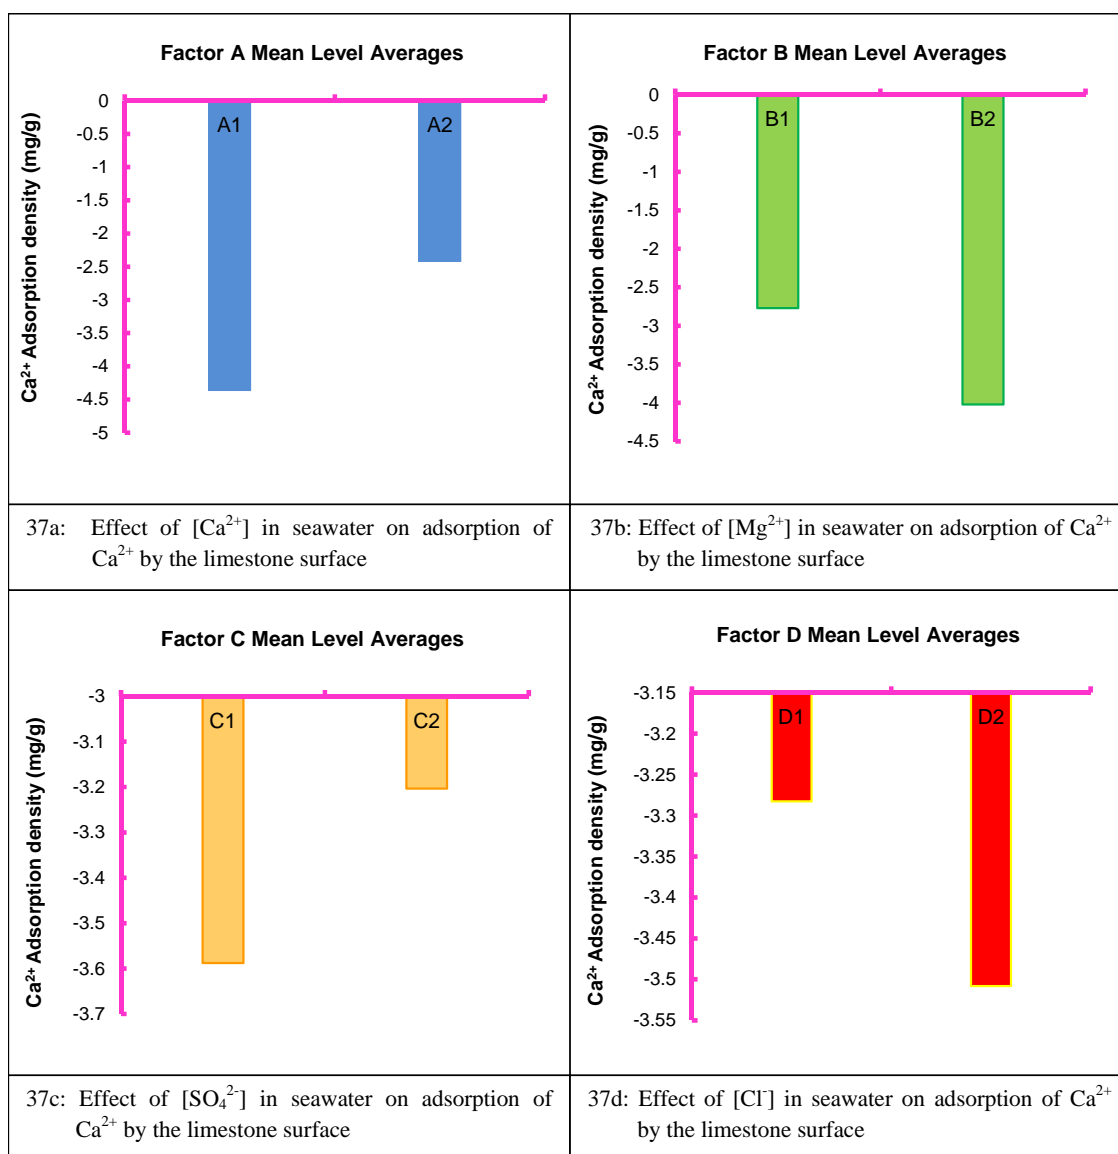 Factor A Mean Level Averages
Ca²⁺ Adsorption density (mg/g)
0
-0.5
-1
-1.5
-2
-2.5
-3
-3.5
-4
-4.5
-5
A1
A2
Factor B Mean Level Averages
Ca²⁺ Adsorption density (mg/g)
0
-0.5
-1
-1.5
-2
-2.5
-3
-3.5
-4
-4.5
B1
B2
37a: Effect of [Ca²⁺] in seawater on adsorption of
Ca²⁺ by the limestone surface
37b: Effect of [Mg²⁺] in seawater on adsorption of Ca²⁺
by the limestone surface
Factor C Mean Level Averages
Ca²⁺ Adsorption density (mg/g)
-3
-3.1
-3.2
-3.3
-3.4
-3.5
-3.6
-3.7
C1
C2
Factor D Mean Level Averages
Ca²⁺ Adsorption density (mg/g)
-3.15
-3.2
-3.25
-3.3
-3.35
-3.4
-3.45
-3.5
-3.55
D1
D2
37c: Effect of [SO₄²⁻] in seawater on adsorption of
Ca²⁺ by the limestone surface
37d: Effect of [Cl⁻] in seawater on adsorption of Ca²⁺
by the limestone surface